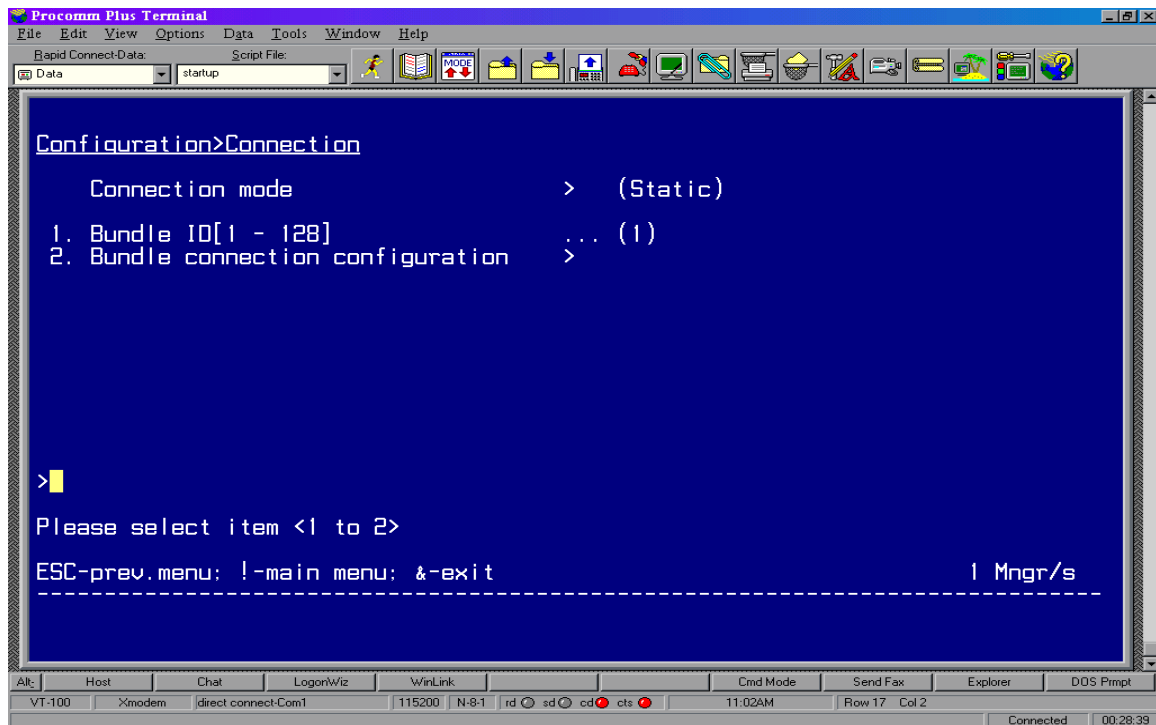 Procomm Plus Terminal
File Edit View Options Data Tools Window Help
Rapid Connect-Data: Script File:
Data startup
MODE
Configuration>Connection
Connection mode > (Static)
1. Bundle ID[1 - 128] ... (1)
2. Bundle connection configuration >
>
Please select item <1 to 2>
ESC-prev.menu; !-main menu; &-exit 1 Mngr/s
Alt: Host Chat LogonWiz WinLink Cmd Mode Send Fax Explorer DOS Prmpt
VT-100 Xmodem direct connect-Com1 115200 N-8-1 rd sd cd cts 11:02AM Row 17 Col 2
Connected 00:28:39